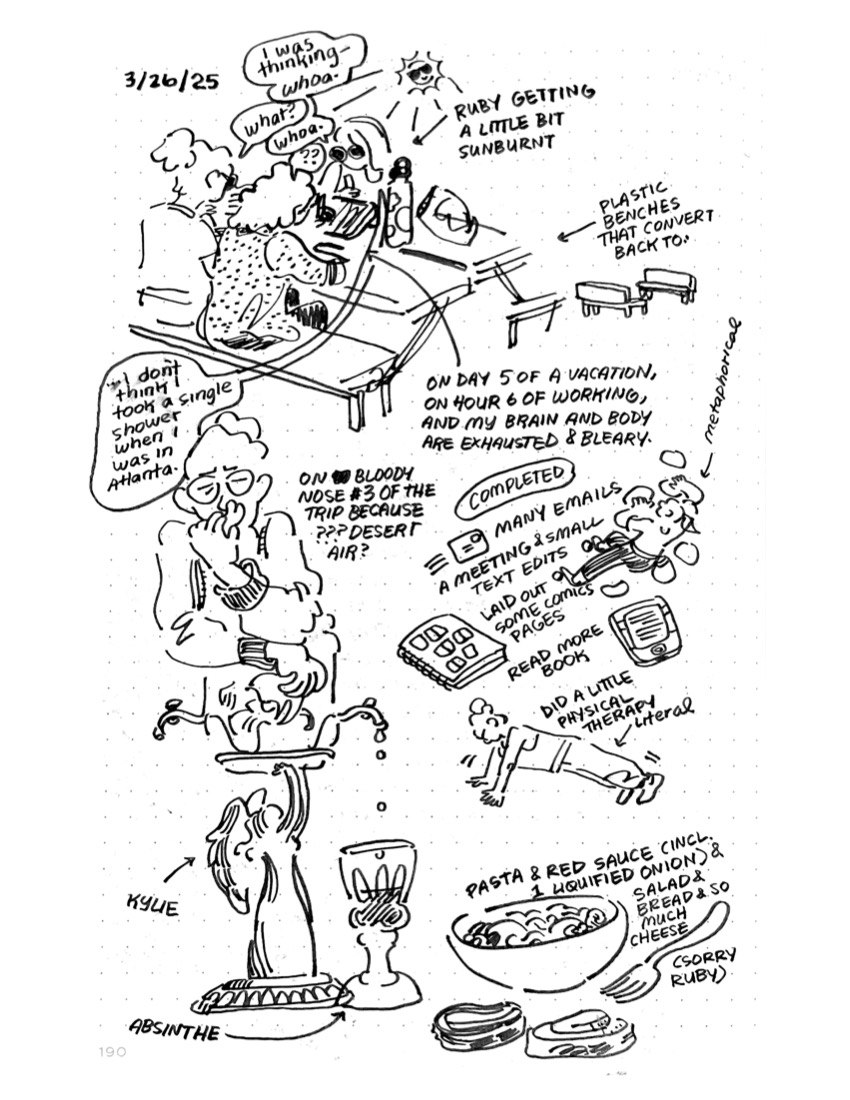 3/26/25
I was
thinking—
whoa.
what?
whoa.
??
RUBY GETTING
A LITTLE BIT
SUNBURNT
PLASTIC
BENCHES
THAT CONVERT
BACK TO.
ON DAY 5 OF A VACATION,
ON HOUR 6 OF WORKING,
AND MY BRAIN AND BODY
ARE EXHAUSTED & BLEARY.
metaphorical
I don't
think I
took a single
shower
when I
was in
Atlanta.
ON BLOODY
NOSE #3 OF THE
TRIP BECAUSE
??? DESERT
AIR?
COMPLETED
MANY EMAILS
A MEETING & SMALL
TEXT EDITS
LAID OUT
SOME COMICS
PAGES
READ MORE
BOOK
DID A LITTLE
PHYSICAL
THERAPY
literal
KYLIE
ABSINTHE
PASTA & RED SAUCE (INCL.
1 LIQUIFIED ONION) &
SALAD &
BREAD & SO
MUCH
CHEESE
(SORRY
RUBY)
190